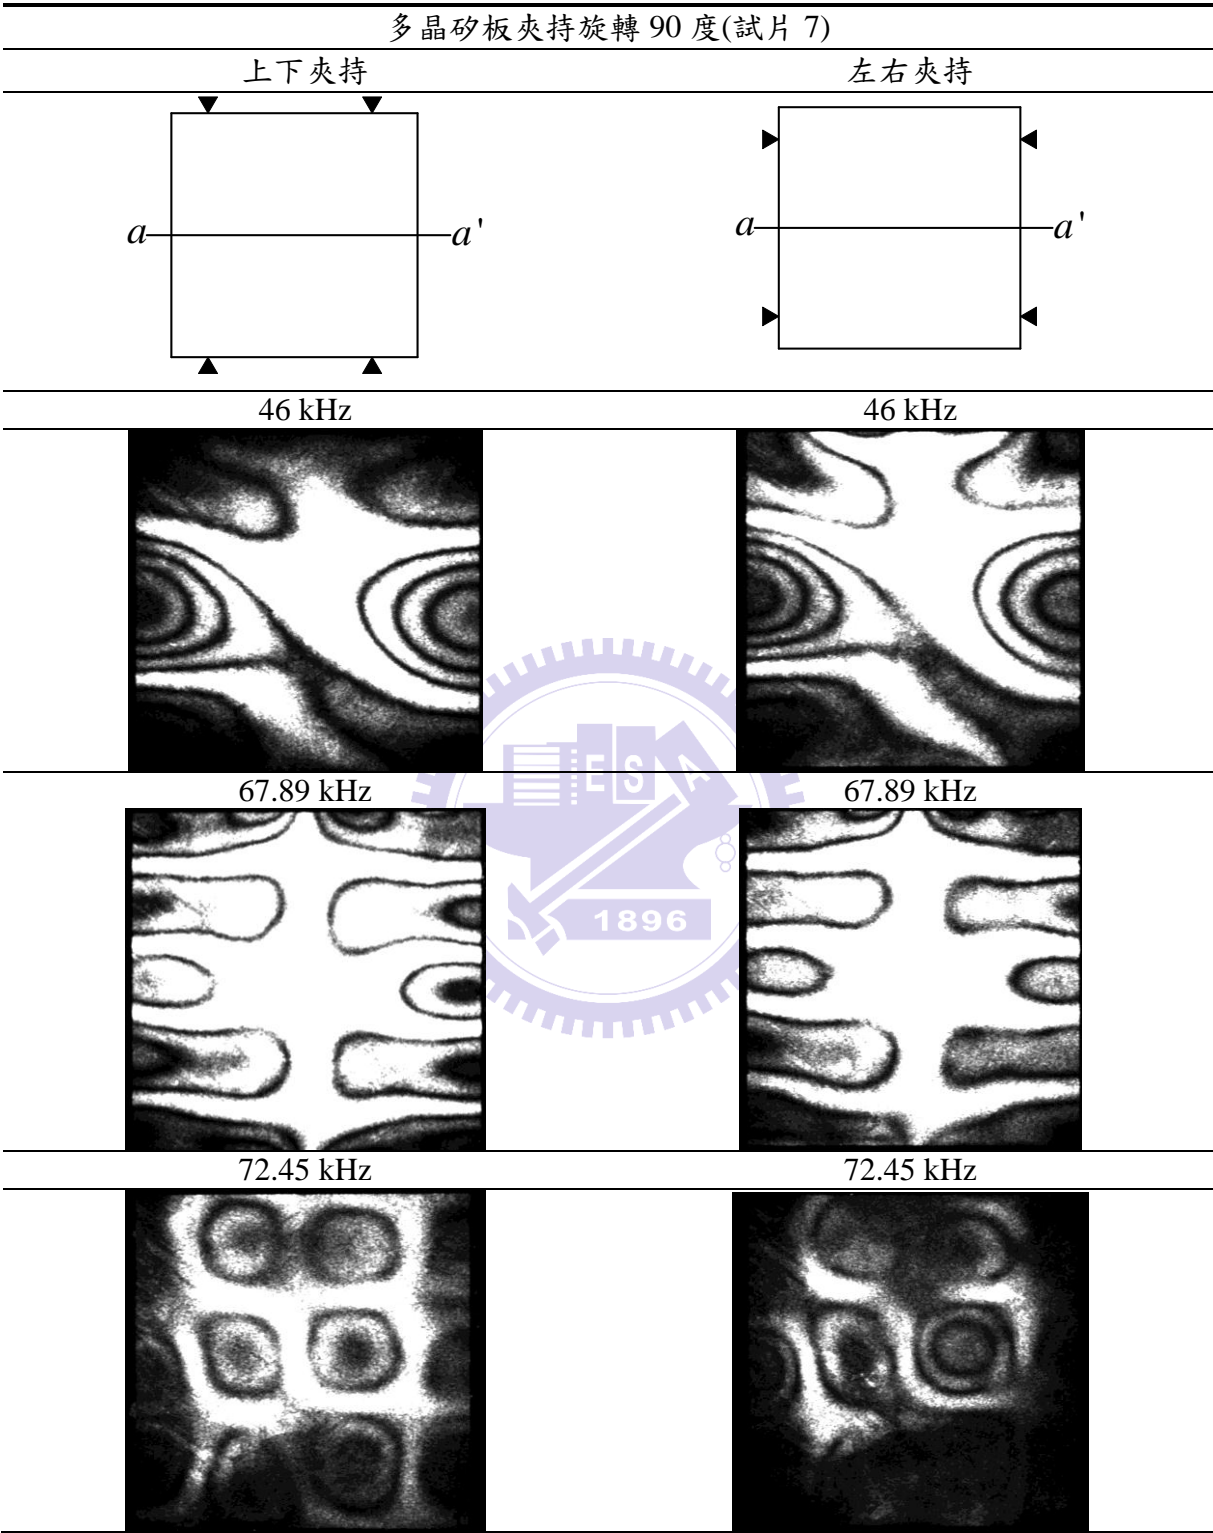 多晶矽板夾持旋轉 90 度(試片 7)
上下夾持 左右夾持
a a' a a'
46 kHz 46 kHz
67.89 kHz 67.89 kHz
ESA
1896
72.45 kHz 72.45 kHz